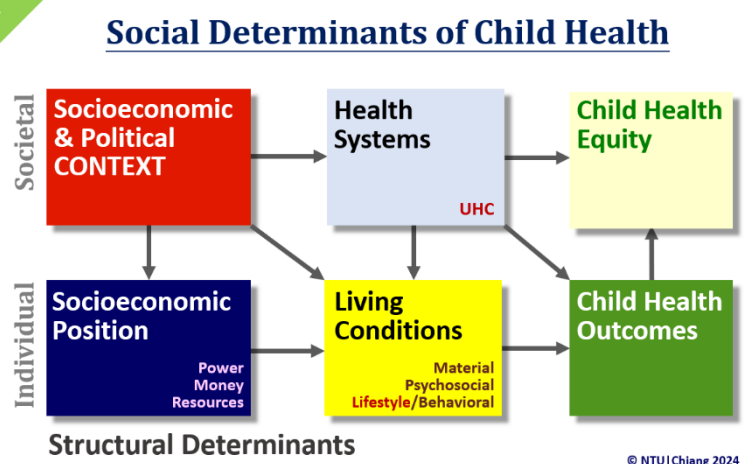 Social Determinants of Child Health
Societal
Socioeconomic
& Political
CONTEXT
Health
Systems
UHC
Child Health
Equity
Individual
Socioeconomic
Position
Power
Money
Resources
Living
Conditions
Material
Psychosocial
Lifestyle/Behavioral
Child Health
Outcomes
Structural Determinants
© NTU|Chiang 2024